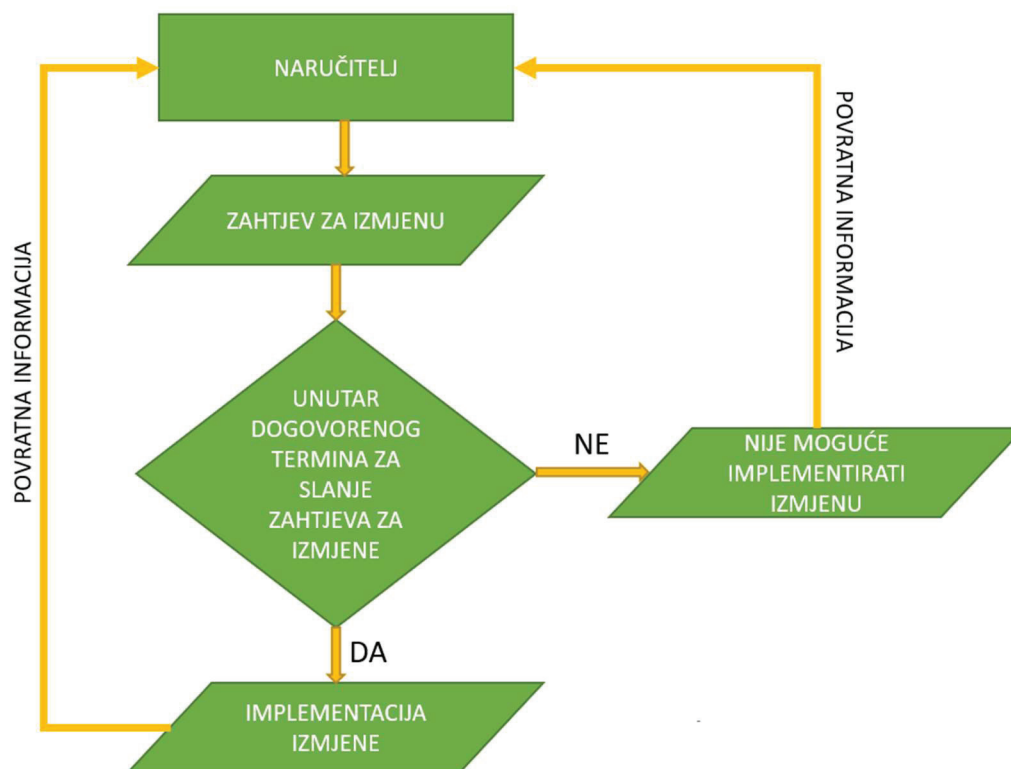 NARUČITELJ
ZAHTJEV ZA IZMJENU
UNUTAR
DOGOVORENOG
TERMINA ZA
SLANJE
ZAHTJEVA ZA
IZMJENE
NE
NIJE MOGUĆE
IMPLEMENTIRATI
IZMJENU
DA
IMPLEMENTACIJA
IZMJENE
POVRATNA INFORMACIJA
POVRATNA INFORMACIJA